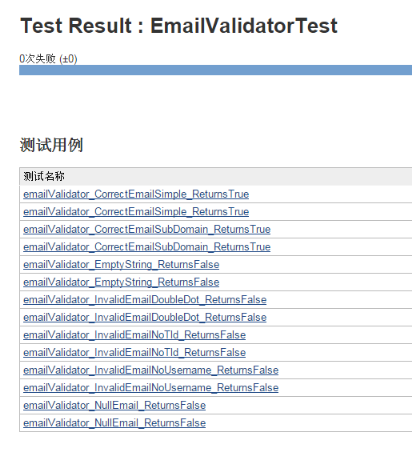 Test Result : EmailValidatorTest
0次失败 (±0)
测试用例
测试名称
emailValidator_CorrectEmailSimple_ReturnsTrue
emailValidator_CorrectEmailSimple_ReturnsTrue
emailValidator_CorrectEmailSubDomain_ReturnsTrue
emailValidator_CorrectEmailSubDomain_ReturnsTrue
emailValidator_EmptyString_ReturnsFalse
emailValidator_EmptyString_ReturnsFalse
emailValidator_InvalidEmailDoubleDot_ReturnsFalse
emailValidator_InvalidEmailDoubleDot_ReturnsFalse
emailValidator_InvalidEmailNoTld_ReturnsFalse
emailValidator_InvalidEmailNoTld_ReturnsFalse
emailValidator_InvalidEmailNoUsername_ReturnsFalse
emailValidator_InvalidEmailNoUsername_ReturnsFalse
emailValidator_NullEmail_ReturnsFalse
emailValidator_NullEmail_ReturnsFalse